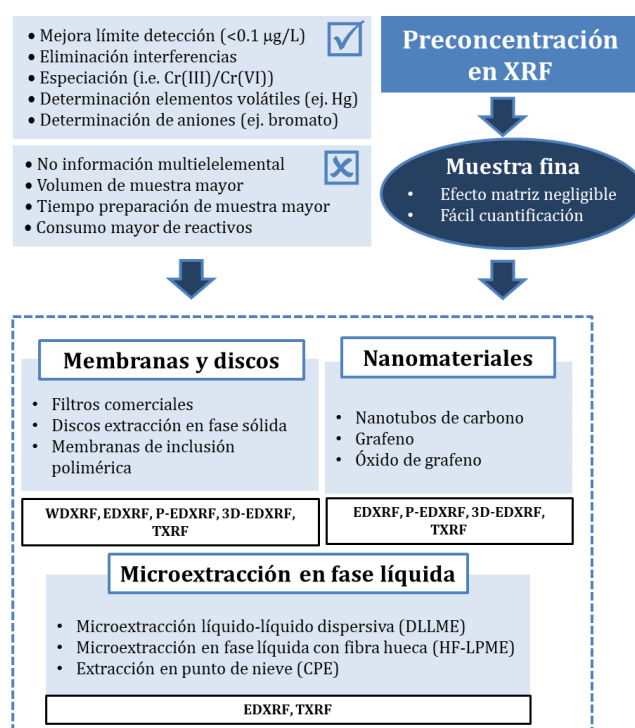 • Mejora límite detección (<0.1 µg/L)
• Eliminación interferencias
• Especiación (i.e. Cr(III)/Cr(VI))
• Determinación elementos volátiles (ej. Hg)
• Determinación de aniones (ej. bromato)
• No información multielelemental
• Volumen de muestra mayor
• Tiempo preparación de muestra mayor
• Consumo mayor de reactivos
Preconcentración
en XRF
Muestra fina
• Efecto matriz negligible
• Fácil cuantificación
Membranas y discos
• Filtros comerciales
• Discos extracción en fase sólida
• Membranas de inclusión
polimérica
WDXRF, EDXRF, P-EDXRF, 3D-EDXRF,
TXRF
Nanomateriales
• Nanotubos de carbono
• Grafeno
• Óxido de grafeno
EDXRF, P-EDXRF, 3D-EDXRF,
TXRF
Microextracción en fase líquida
• Microextracción líquido-líquido dispersiva (DLLME)
• Microextracción en fase líquida con fibra hueca (HF-LPME)
• Extracción en punto de nieve (CPE)
EDXRF, TXRF